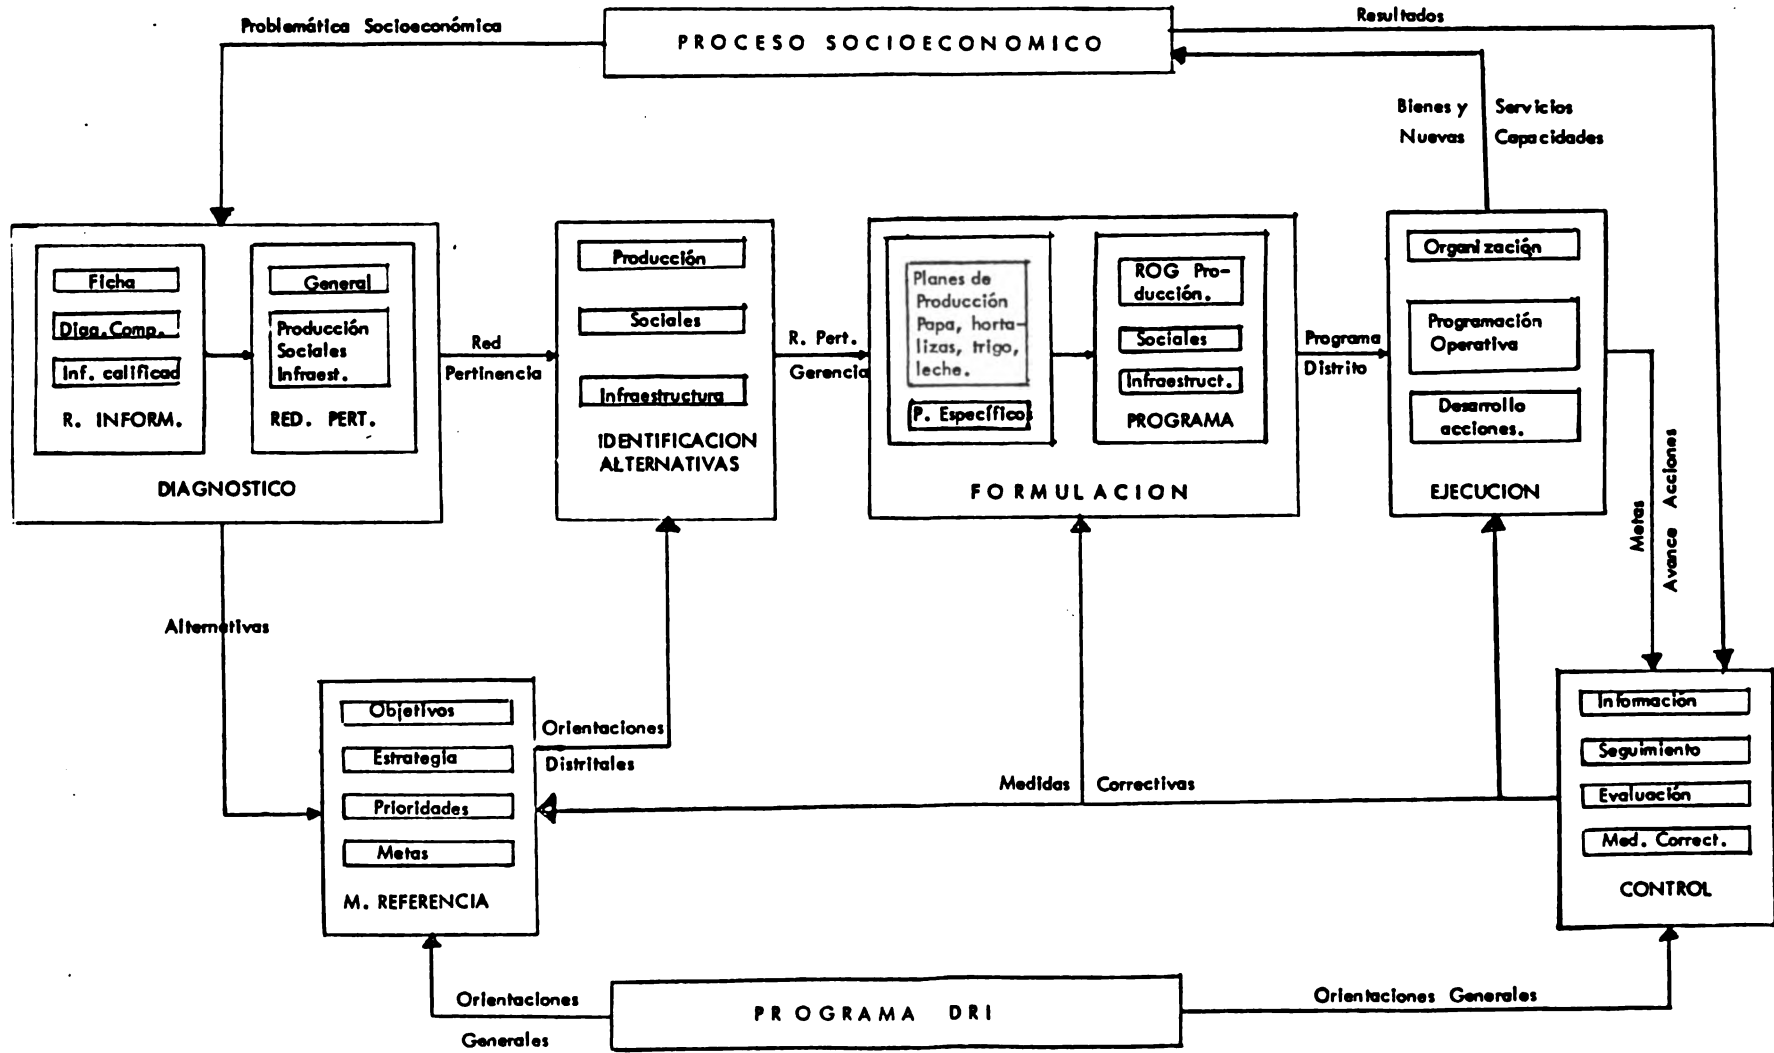 Problemática Socioeconómica
PROCESO SOCIOECONOMICO
Resultados
Bienes y Servicios
Nuevas Capacidades
Ficha
Diag. Comp.
Inf. calificad
R. INFORM.
General
Producción
Sociales
Infraest.
RED. PERT.
DIAGNOSTICO
Red
Pertinencia
Producción
Sociales
Infraestructura
IDENTIFICACION
ALTERNATIVAS
R. Pert.
Gerencia
Planes de
Producción
Papa, horta-
lizas, trigo,
leche.
P. Específicos
ROG Pro-
ducción.
Sociales
Infraestruct.
PROGRAMA
FORMULACION
Programa
Distrito
Organización
Programación
Operativa
Desarrollo
acciones.
EJECUCION
Metas
Avance Acciones
Alternativas
Objetivos
Estrategia
Prioridades
Metas
M. REFERENCIA
Orientaciones
Distritales
Medidas Correctivas
Información
Seguimiento
Evaluación
Med. Correct.
CONTROL
Orientaciones
Generales
PROGRAMA DRI
Orientaciones Generales